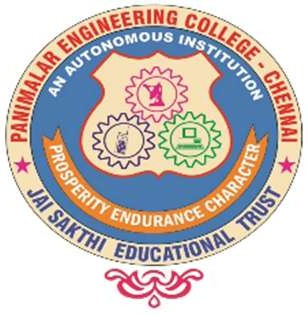 PANIMALAR ENGINEERING COLLEGE - CHENNAI
AN AUTONOMOUS INSTITUTION
PROSPERITY ENDURANCE CHARACTER
JAI SAKTHI EDUCATIONAL TRUST